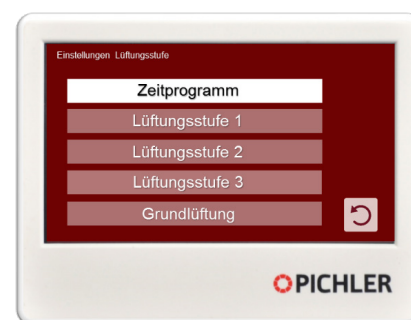 Einstellungen Lüftungsstufe
Zeitprogramm
Lüftungsstufe 1
Lüftungsstufe 2
Lüftungsstufe 3
Grundlüftung
PICHLER